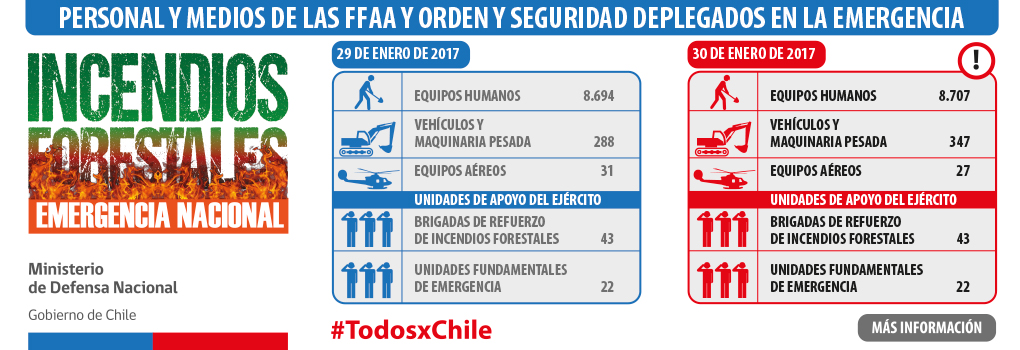 PERSONAL Y MEDIOS DE LAS FFAA Y ORDEN Y SEGURIDAD DEPLEGADOS EN LA EMERGENCIA
INCENDIOS
FORESTALES
EMERGENCIA NACIONAL
Ministerio
de Defensa Nacional
Gobierno de Chile
29 DE ENERO DE 2017
EQUIPOS HUMANOS 8.694
VEHÍCULOS Y
MAQUINARIA PESADA 288
EQUIPOS AÉREOS 31
UNIDADES DE APOYO DEL EJÉRCITO
BRIGADAS DE REFUERZO
DE INCENDIOS FORESTALES 43
UNIDADES FUNDAMENTALES
DE EMERGENCIA 22
#TodosxChile
30 DE ENERO DE 2017
!
EQUIPOS HUMANOS 8.707
VEHÍCULOS Y
MAQUINARIA PESADA 347
EQUIPOS AÉREOS 27
UNIDADES DE APOYO DEL EJÉRCITO
BRIGADAS DE REFUERZO
DE INCENDIOS FORESTALES 43
UNIDADES FUNDAMENTALES
DE EMERGENCIA 22
MÁS INFORMACIÓN